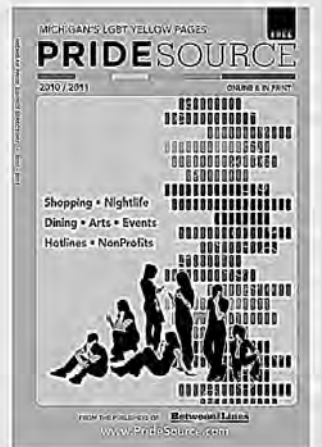 MICHIGAN'S LGBT YELLOW PAGES
FREE
PRIDESOURCE
2010 / 2011
ONLINE & IN PRINT
Shopping • Nightlife
Dining • Arts • Events
Hotlines • NonProfits
FROM THE PUBLISHERS OF Between The Lines
www.PrideSource.com